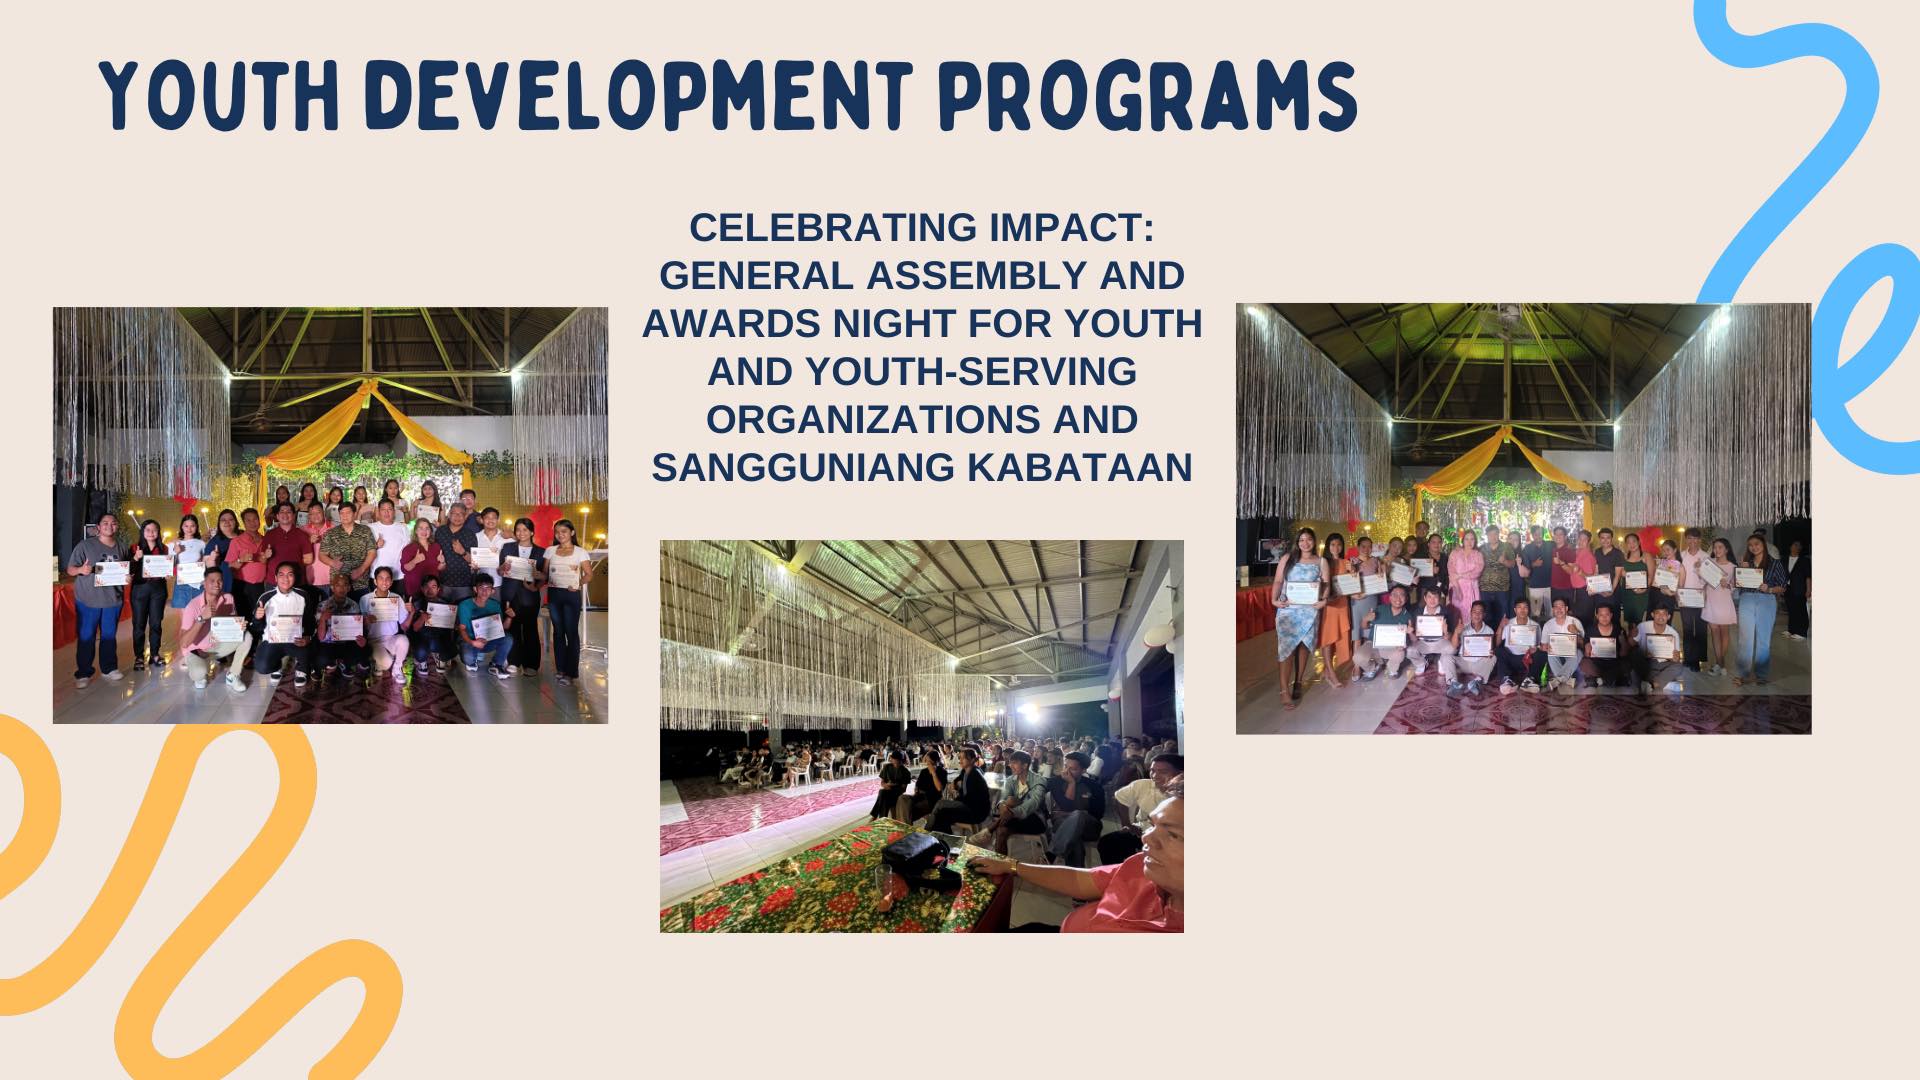 YOUTH DEVELOPMENT PROGRAMS
CELEBRATING IMPACT:
GENERAL ASSEMBLY AND
AWARDS NIGHT FOR YOUTH
AND YOUTH-SERVING
ORGANIZATIONS AND
SANGGUNIANG KABATAAN